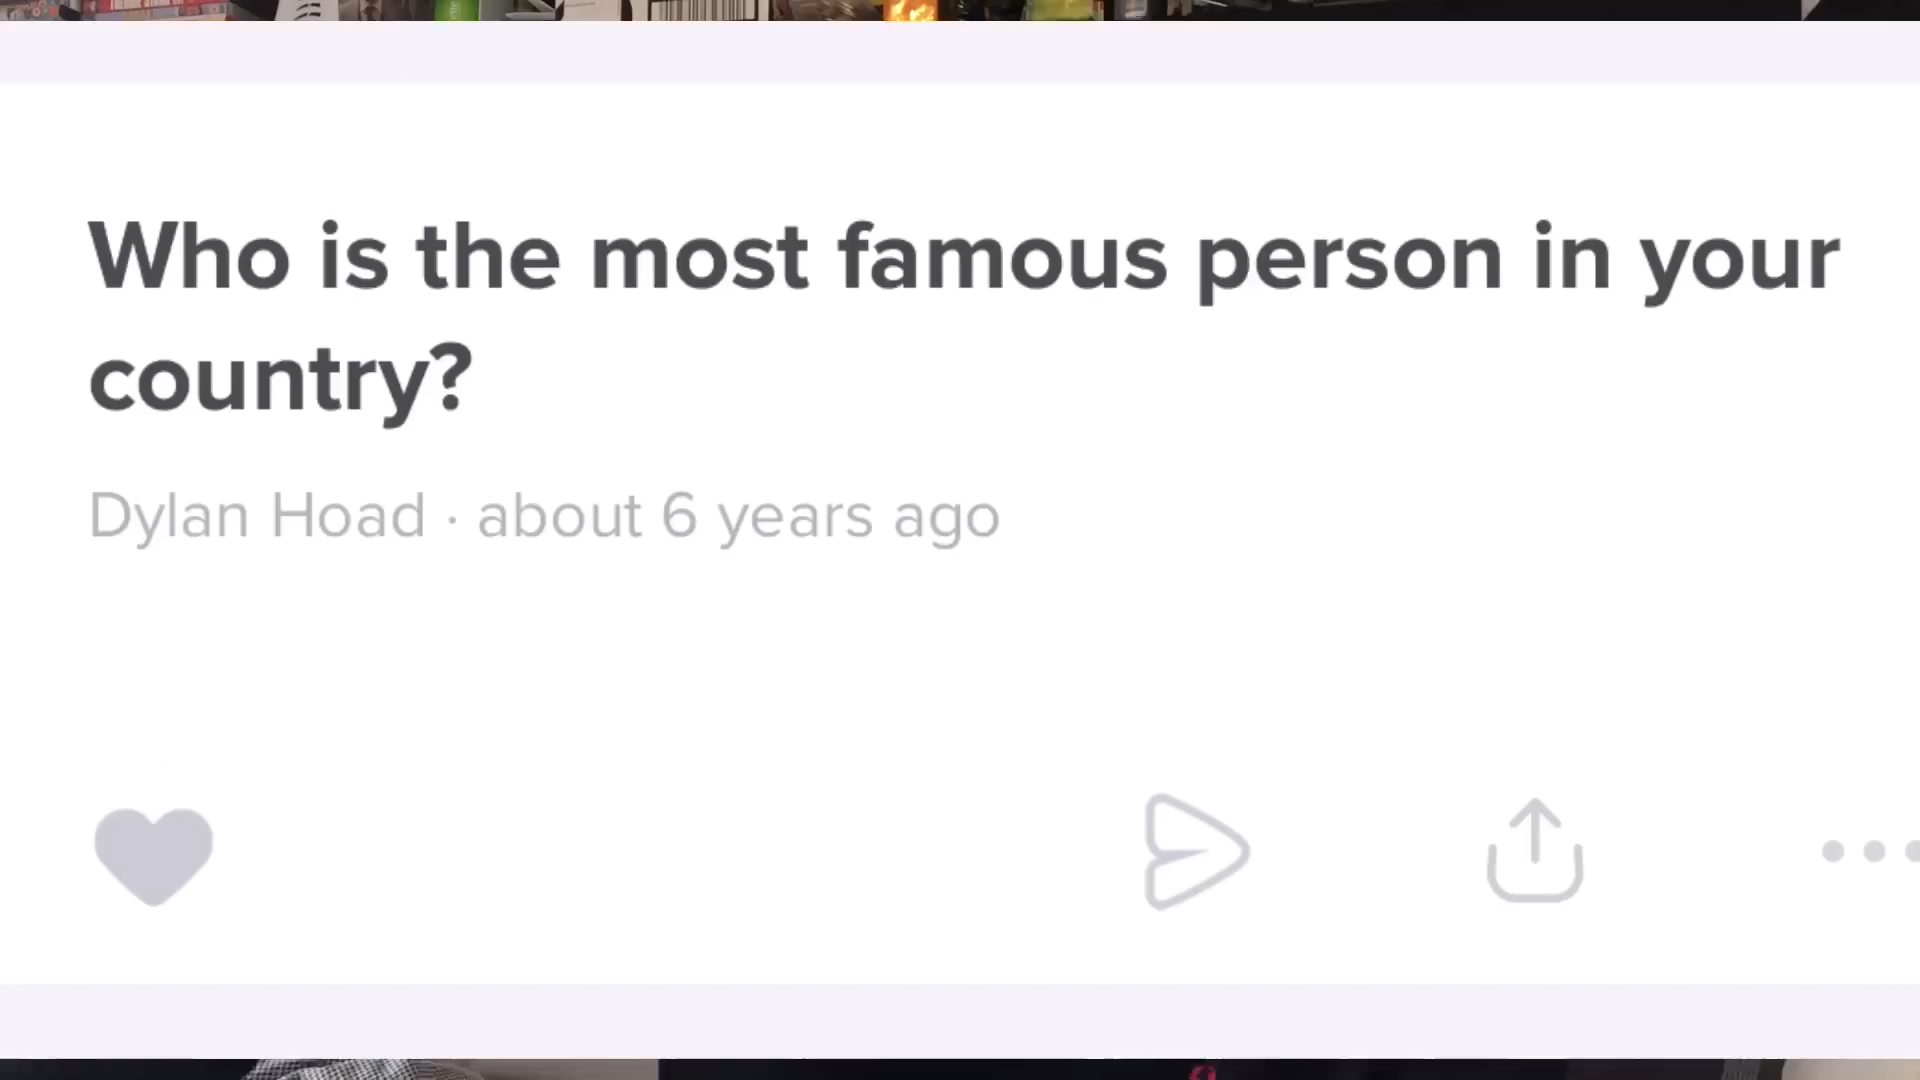 Who is the most famous person in your
country?
Dylan Hoad · about 6 years ago